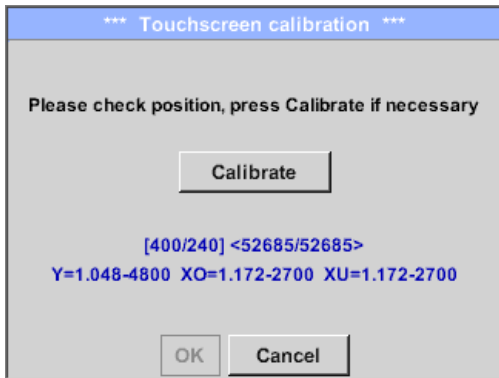 *** Touchscreen calibration ***
Please check position, press Calibrate if necessary
Calibrate
[400/240] <52685/52685>
Y=1.048-4800 XO=1.172-2700 XU=1.172-2700
OK Cancel